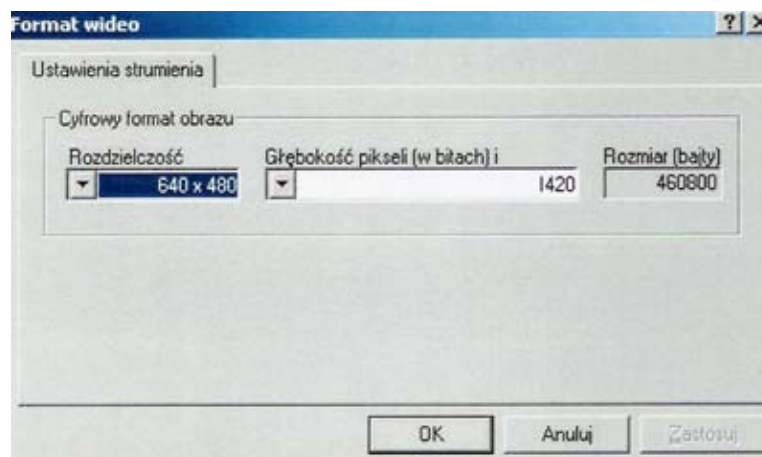 Format wideo
Ustawienia strumienia
Cyfrowy format obrazu
Rozdzielczość Głębokość pikseli (w bitach) i Rozmiar (bajty)
640 x 480 I420 460800
OK Anuluj Zastosuj